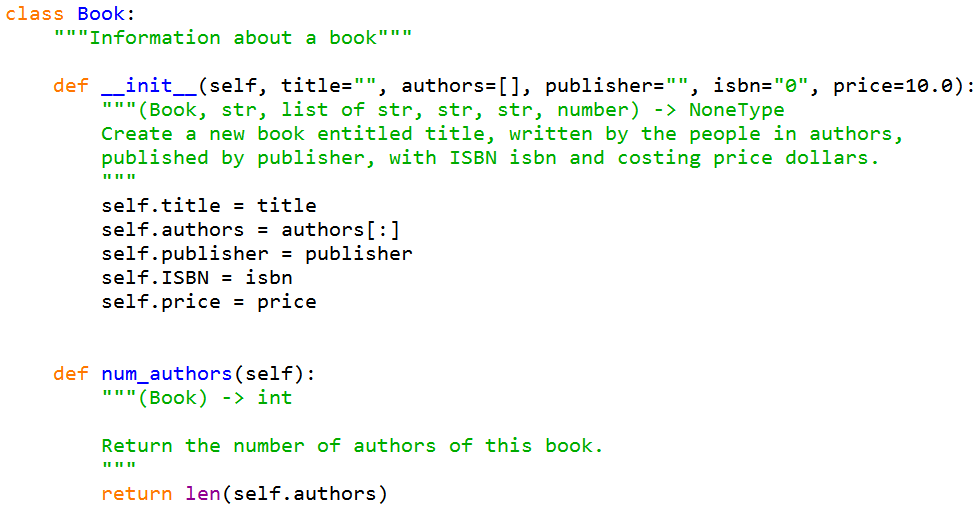 class Book:
    """Information about a book"""

    def __init__(self, title="", authors=[], publisher="", isbn="0", price=10.0):
        """(Book, str, list of str, str, str, number) -> NoneType
        Create a new book entitled title, written by the people in authors,
        published by publisher, with ISBN isbn and costing price dollars.
        """
        self.title = title
        self.authors = authors[:]
        self.publisher = publisher
        self.ISBN = isbn
        self.price = price


    def num_authors(self):
        """(Book) -> int

        Return the number of authors of this book.
        """
        return len(self.authors)